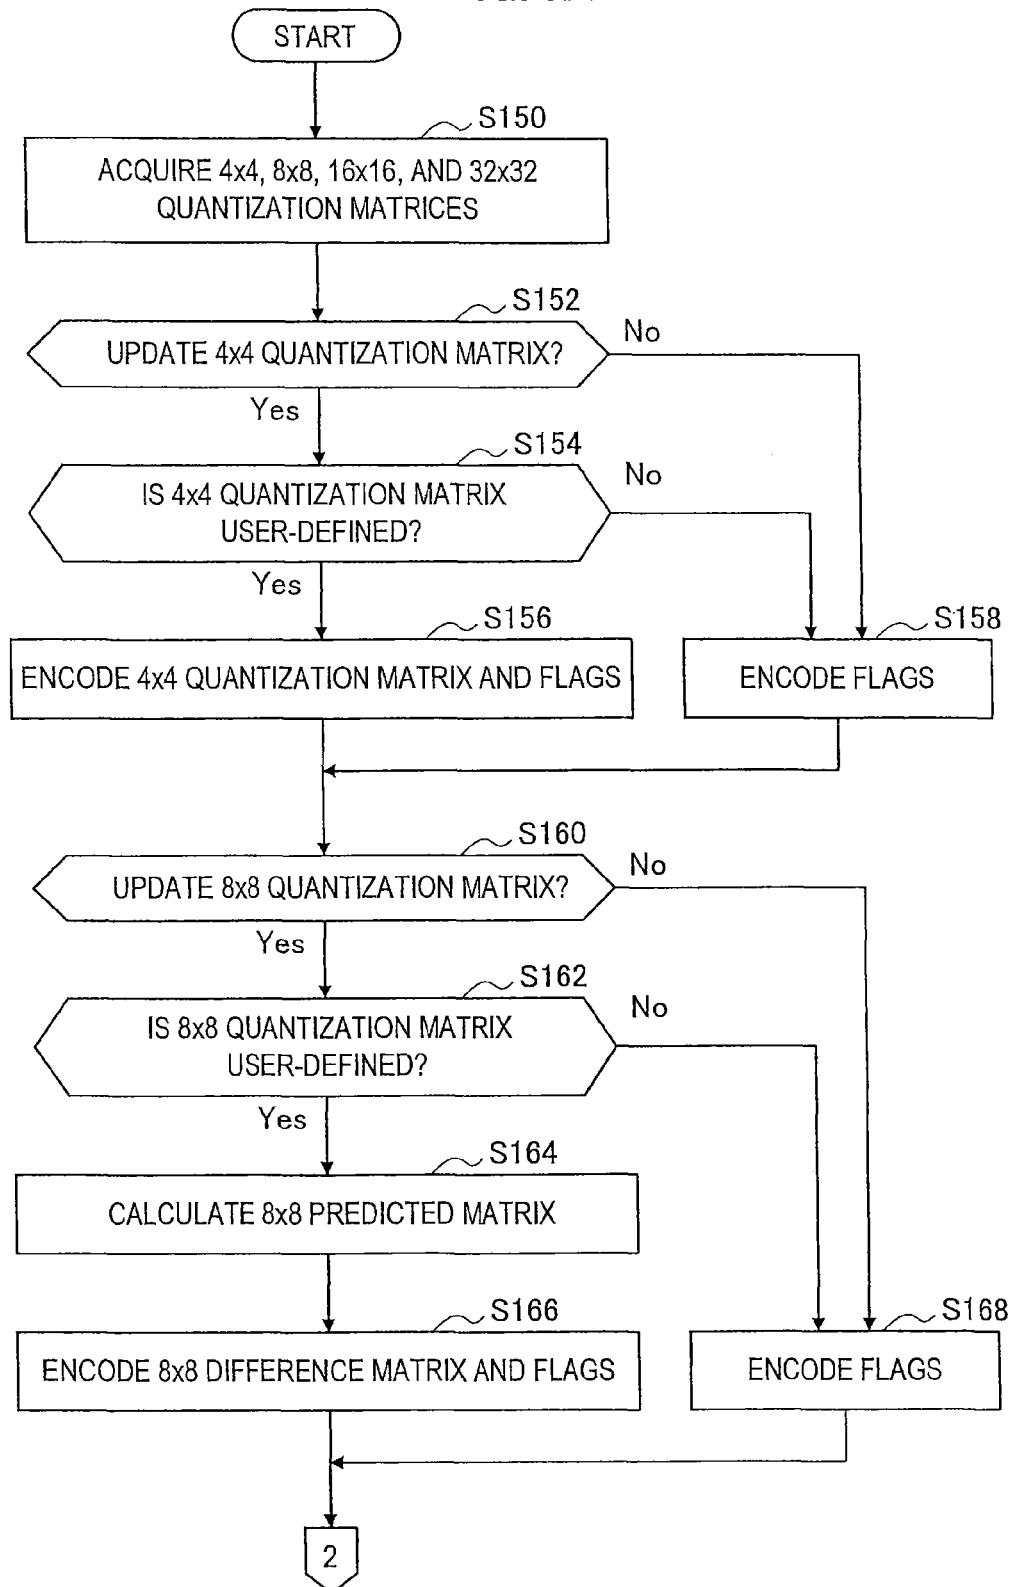 START
S150
ACQUIRE 4x4, 8x8, 16x16, AND 32x32
QUANTIZATION MATRICES
S152
UPDATE 4x4 QUANTIZATION MATRIX?
No
Yes
S154
IS 4x4 QUANTIZATION MATRIX
USER-DEFINED?
No
Yes
S156
ENCODE 4x4 QUANTIZATION MATRIX AND FLAGS
S158
ENCODE FLAGS
S160
UPDATE 8x8 QUANTIZATION MATRIX?
No
Yes
S162
IS 8x8 QUANTIZATION MATRIX
USER-DEFINED?
No
Yes
S164
CALCULATE 8x8 PREDICTED MATRIX
S166
ENCODE 8x8 DIFFERENCE MATRIX AND FLAGS
S168
ENCODE FLAGS
2